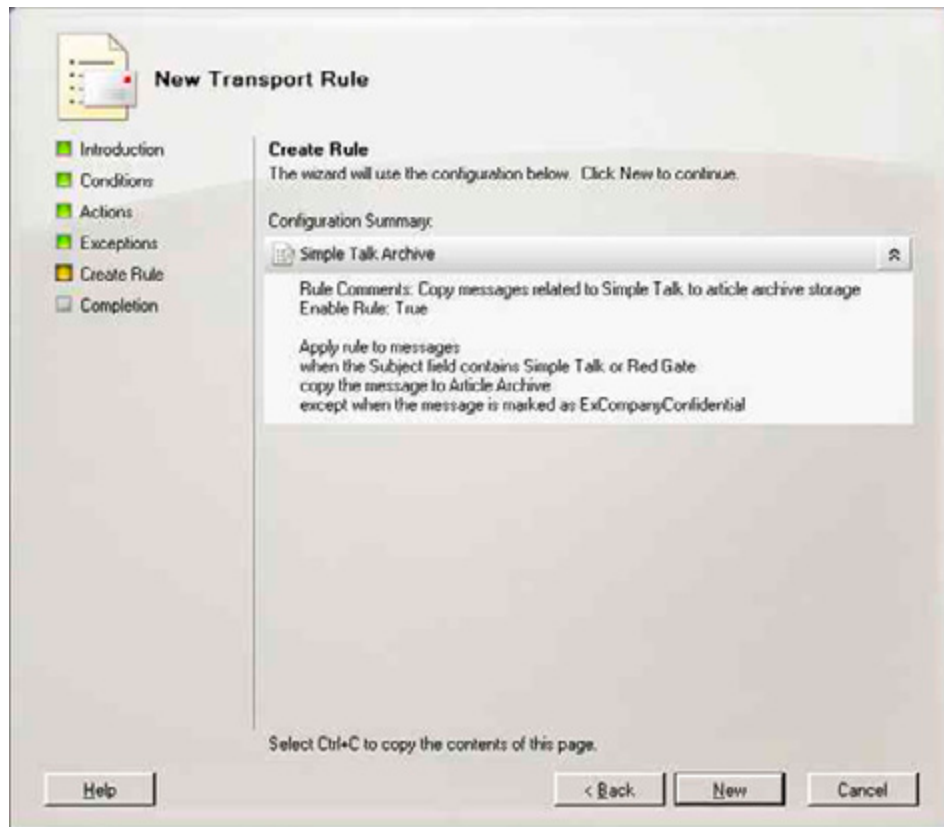 New Transport Rule
Introduction
Conditions
Actions
Exceptions
Create Rule
Completion
Create Rule
The wizard will use the configuration below. Click New to continue.
Configuration Summary:
Simple Talk Archive
Rule Comments: Copy messages related to Simple Talk to article archive storage
Enable Rule: True
Apply rule to messages
when the Subject field contains Simple Talk or Red Gate
copy the message to Article Archive
except when the message is marked as ExCompanyConfidential
Select Ctrl+C to copy the contents of this page.
Help
< Back
New
Cancel